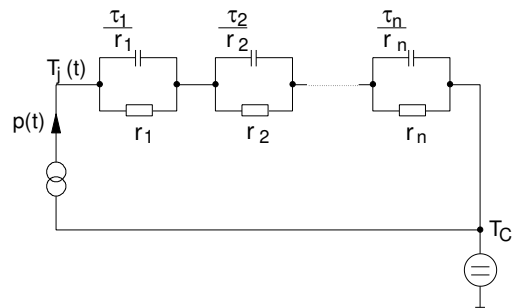 τ1 τ2 τn
r1 r2 rn
Tj (t)
p(t)
r1 r2 rn
TC